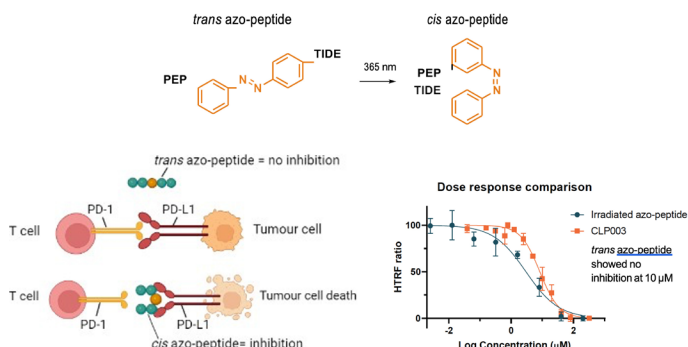 trans azo-peptide
cis azo-peptide
PEP
TIDE
N
N
365 nm
PEP
TIDE
N
N
trans azo-peptide = no inhibition
T cell
PD-1
PD-L1
Tumour cell
T cell
PD-1
PD-L1
Tumour cell death
cis azo-peptide= inhibition
Dose response comparison
HTRF ratio
100
50
0
-2
0
2
Log Concentration (μM)
Irradiated azo-peptide
CLP003
trans azo-peptide
showed no
inhibition at 10 μM